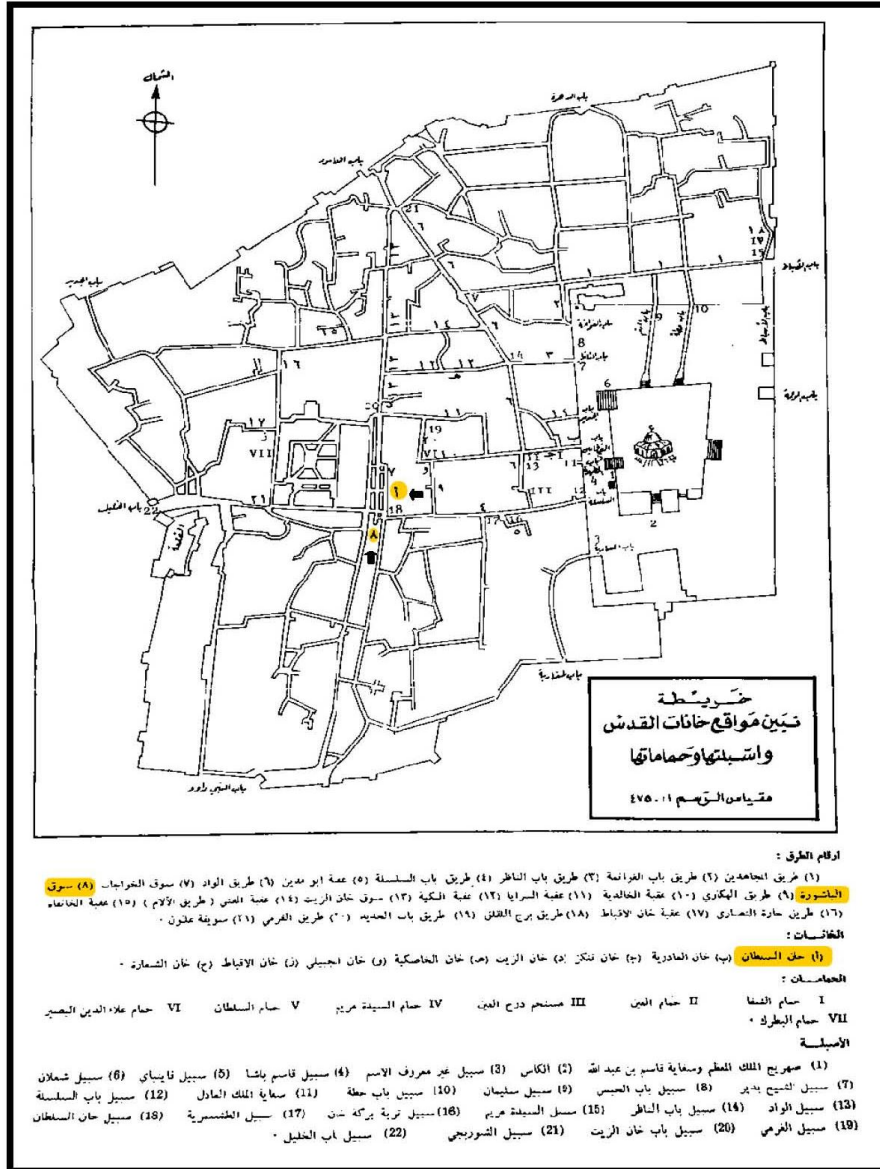 الشمال
باب الساهرة
باب العامود
باب الجديد
باب الأسباط
باب الرحمة
باب الخليل
القلعة
باب المغاربة
باب النبي داود
خريطة
تبين مواقع خانات القدس
واسبلتها وحماماتها
مقياس الرسم
ارقام الطرق :
(١) طريق المجاهدين (٢) طريق باب الغوانمة (٣) طريق باب الناظر (٤) طريق باب السلسلة (٥) عقبة ابو مدين (٦) طريق الواد (٧) سوق الخواجات (٨) سوق
الباشورة (٩) طريق الهكاري (١٠) عقبة الخالدية (١١) عقبة السرايا (١٢) عقبة التكية (١٣) سوق خان الزيت (١٤) عقبة المفتي ( طريق الآلام ) (١٥) عقبة الخانقاه
(١٦) طريق حارة النصارى (١٧) عقبة خان الاقباط (١٨) طريق برج اللقلق (١٩) طريق باب الحديد (٢٠) طريق القرمي (٢١) سويقة علون ٠
الخانات :
(أ) خان السلطان (ب) خان الغادرية (ج) خان تنكز (د) خان الزيت (هـ) خان الخاصكية (و) خان الجبيلي (ز) خان الاقباط (ح) خان الشعارة ٠
الحمامات :
I حمام الشفا II حمام العين III مستحم درج العين IV حمام السيدة مريم V حمام السلطان VI حمام علاء الدين البصير
VII حمام البطرك ٠
الأسبلة
(1) صهريج الملك المعظم وسقاية قاسم بن عبد الله (2) الكاس (3) سبيل غير معروف الاسم (4) سبيل قاسم باشا (5) سبيل قايتباي (6) سبيل شعلان
(7) سبيل الشيخ بدير (8) سبيل باب الحبس (9) سبيل سليمان (10) سبيل باب حطة (11) سقاية الملك العادل (12) سبيل باب السلسلة
(13) سبيل الواد (14) سبيل باب الناظر (15) سبيل السيدة مريم (16) سبيل تربة بركة خان (17) سبيل الطشتمرية (18) سبيل خان السلطان
(19) سبيل القرمي (20) سبيل باب خان الزيت (21) سبيل الشوربجي (22) سبيل باب الخليل ٠